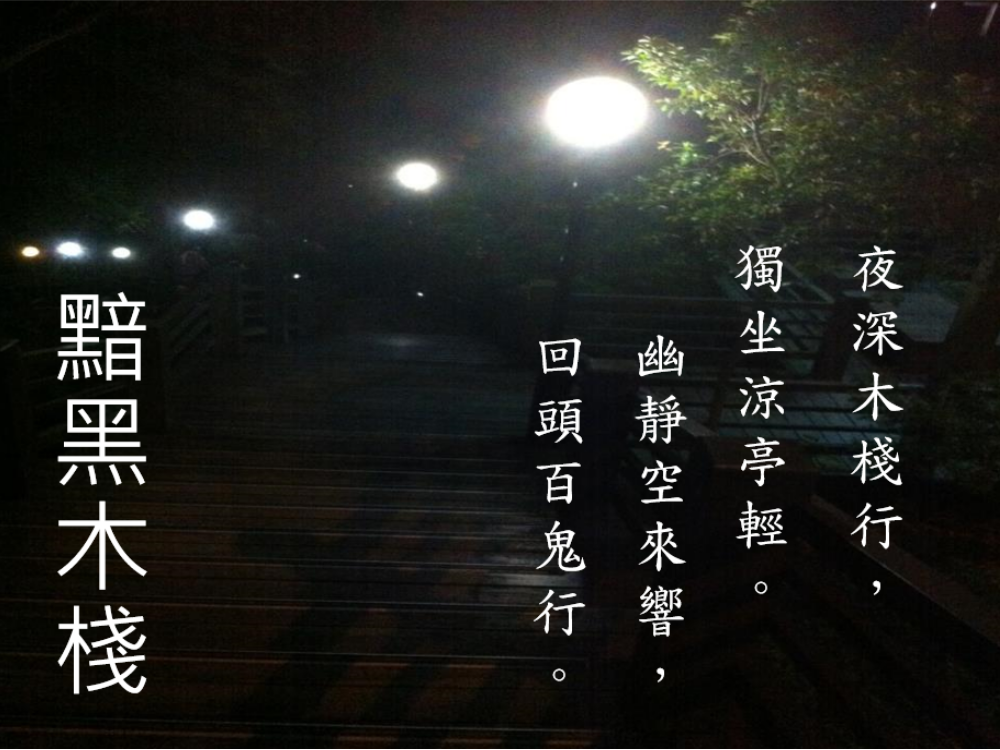 夜深木棧行，
獨坐涼亭輕。
幽靜空來響，
回頭百鬼行。
黯黑木棧